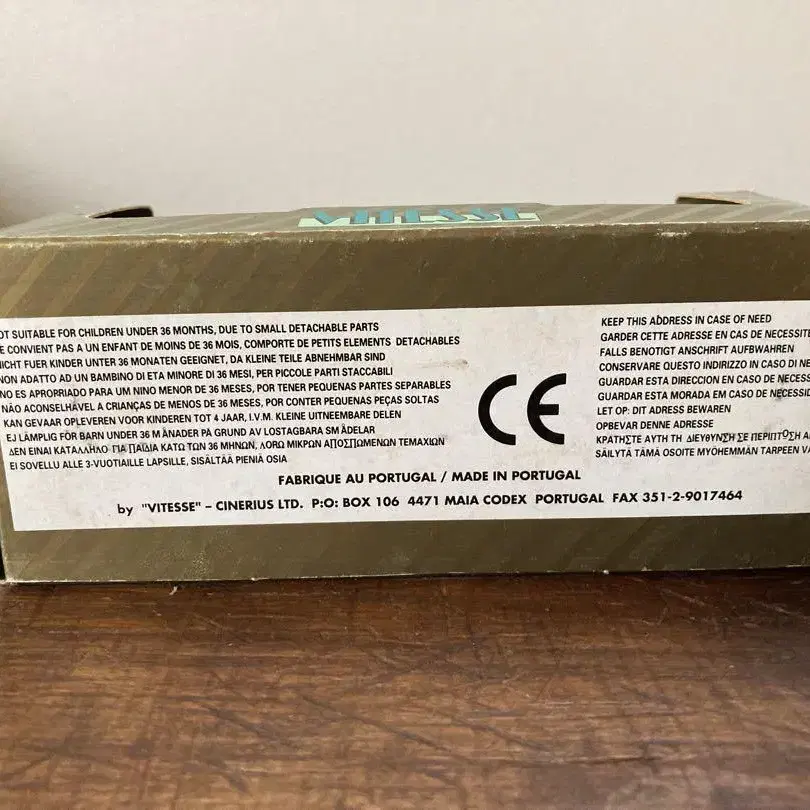 VITESSE
OT SUITABLE FOR CHILDREN UNDER 36 MONTHS, DUE TO SMALL DETACHABLE PARTS
E CONVIENT PAS A UN ENFANT DE MOINS DE 36 MOIS, COMPORTE DE PETITS ELEMENTS DETACHABLES
NICHT FUER KINDER UNTER 36 MONATEN GEEIGNET, DA KLEINE TEILE ABNEHMBAR SIND
NON ADATTO AD UN BAMBINO DI ETA MINORE DI 36 MESI, PER PICCOLE PARTI STACCABILI
NO ES APRORRIADO PARA UM NINO MENOR DE 36 MESES, POR TENER PEQUENAS PARTES SEPARABLES
NÃO ACONSELHÁVEL A CRIANÇAS DE MENOS DE 36 MESES, POR CONTER PEQUENAS PEÇAS SOLTAS
KAN GEVAAR OPLEVEREN VOOR KINDEREN TOT 4 JAAR, I.V.M. KLEINE UITNEEMBARE DELEN
EJ LÄMPLIG FÖR BARN UNDER 36 MÅNADER PÅ GRUND AV LOSTAGBARA SMÅDELAR
ΔΕΝ ΕΙΝΑΙ ΚΑΤΑΛΛΗΛΟ ΓΙΑ ΠΑΙΔΙΑ ΚΑΤΩ ΤΩΝ 36 ΜΗΝΩΝ, ΛΟΓΩ ΜΙΚΡΩΝ ΑΠΟΣΠΩΜΕΝΩΝ ΤΕΜΑΧΙΩΝ
EI SOVELLU ALLE 3-VUOTIAILLE LAPSILLE, SISÄLTÄÄ PIENIÄ OSIA
CE
KEEP THIS ADDRESS IN CASE OF NEED
GARDER CETTE ADRESSE EN CAS DE NECESSITE
FALLS BENOTIGT ANSCHRIFT AUFBWAHREN
CONSERVARE QUESTO INDIRIZZO IN CASO DI NE
GUARDAR ESTA DIRECCION EN CASO DE NECES
GUARDAR ESTA MORADA EM CASO DE NECESSID
LET OP: DIT ADRES BEWAREN
OPBEVAR DENNE ADRESSE
ΚΡΑΤΗΣΤΕ ΑΥΤΗ ΤΗ ΔΙΕΥΘΥΝΣΗ ΣΕ ΠΕΡΙΠΤΩΣΗ Α
SÄILYTÄ TÄMÄ OSOITE MYÖHEMMÄN TARPEEN VA
FABRIQUE AU PORTUGAL / MADE IN PORTUGAL
by "VITESSE" – CINERIUS LTD. P:O: BOX 106 4471 MAIA CODEX PORTUGAL FAX 351-2-9017464